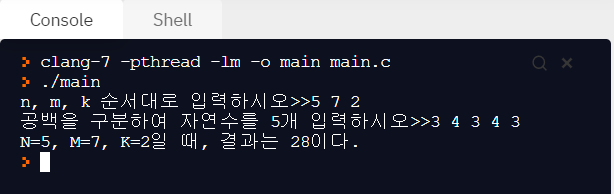 Console
Shell
clang-7 -pthread -lm -o main main.c
./main
n, m, k 순서대로 입력하시오>>5 7 2
공백을 구분하여 자연수를 5개 입력하시오>>3 4 3 4 3
N=5, M=7, K=2일 때, 결과는 28이다.